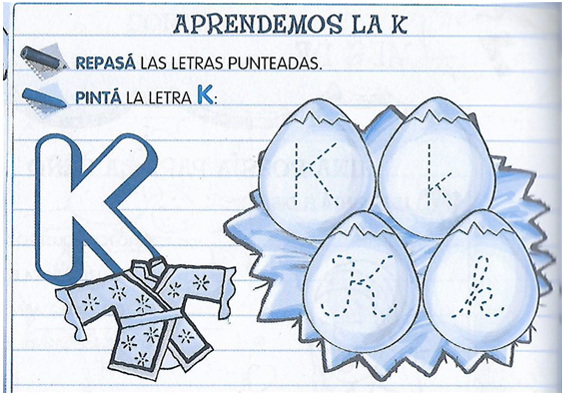 APRENDEMOS LA K
REPASÁ LAS LETRAS PUNTEADAS.
PINTÁ LA LETRA K:
K
K k
K k